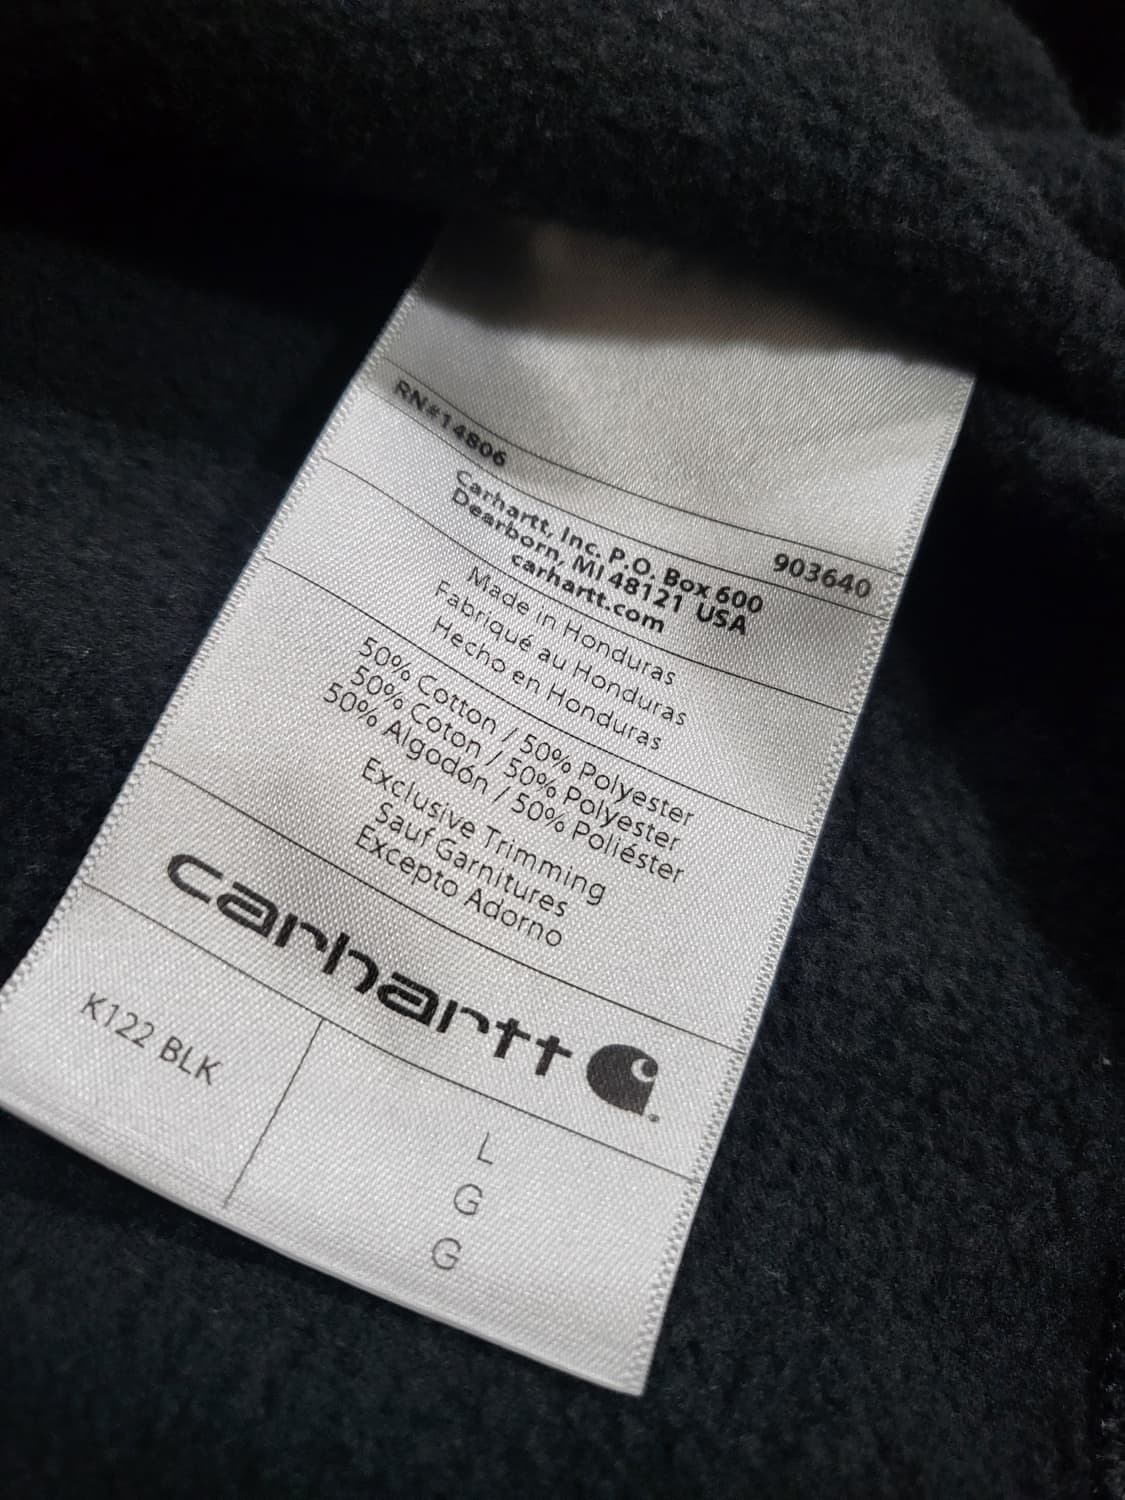 RN#14806 903640
Carhartt, Inc. P.O. Box 600
Dearborn, MI 48121 USA
carhartt.com
Made in Honduras
Fabriqué au Honduras
Hecho en Honduras
50% Cotton / 50% Polyester
50% Coton / 50% Polyester
50% Algodón / 50% Poliéster
Exclusive Trimming
Sauf Garnitures
Excepto Adorno
carhartt
K122 BLK
L
G
G